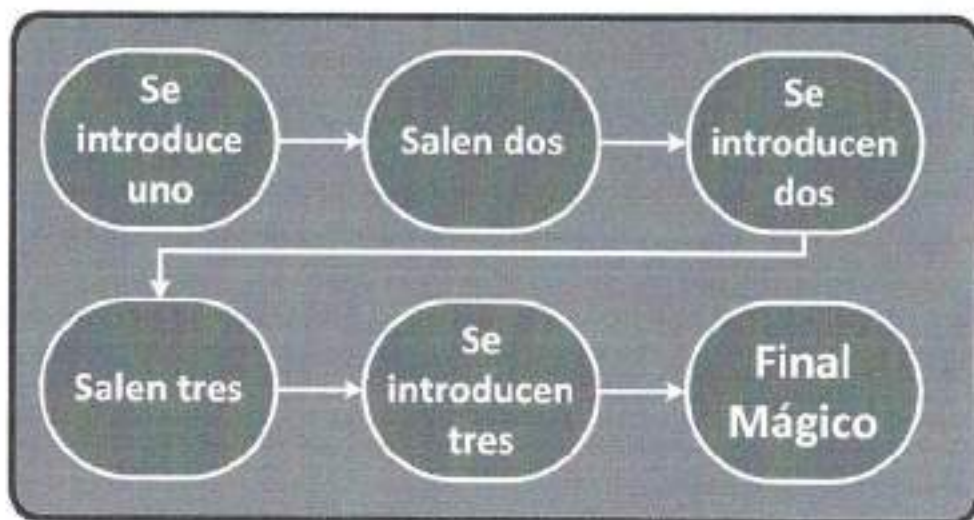 Se
introduce
uno
Salen dos
Se
introducen
dos
Salen tres
Se
introducen
tres
Final
Mágico